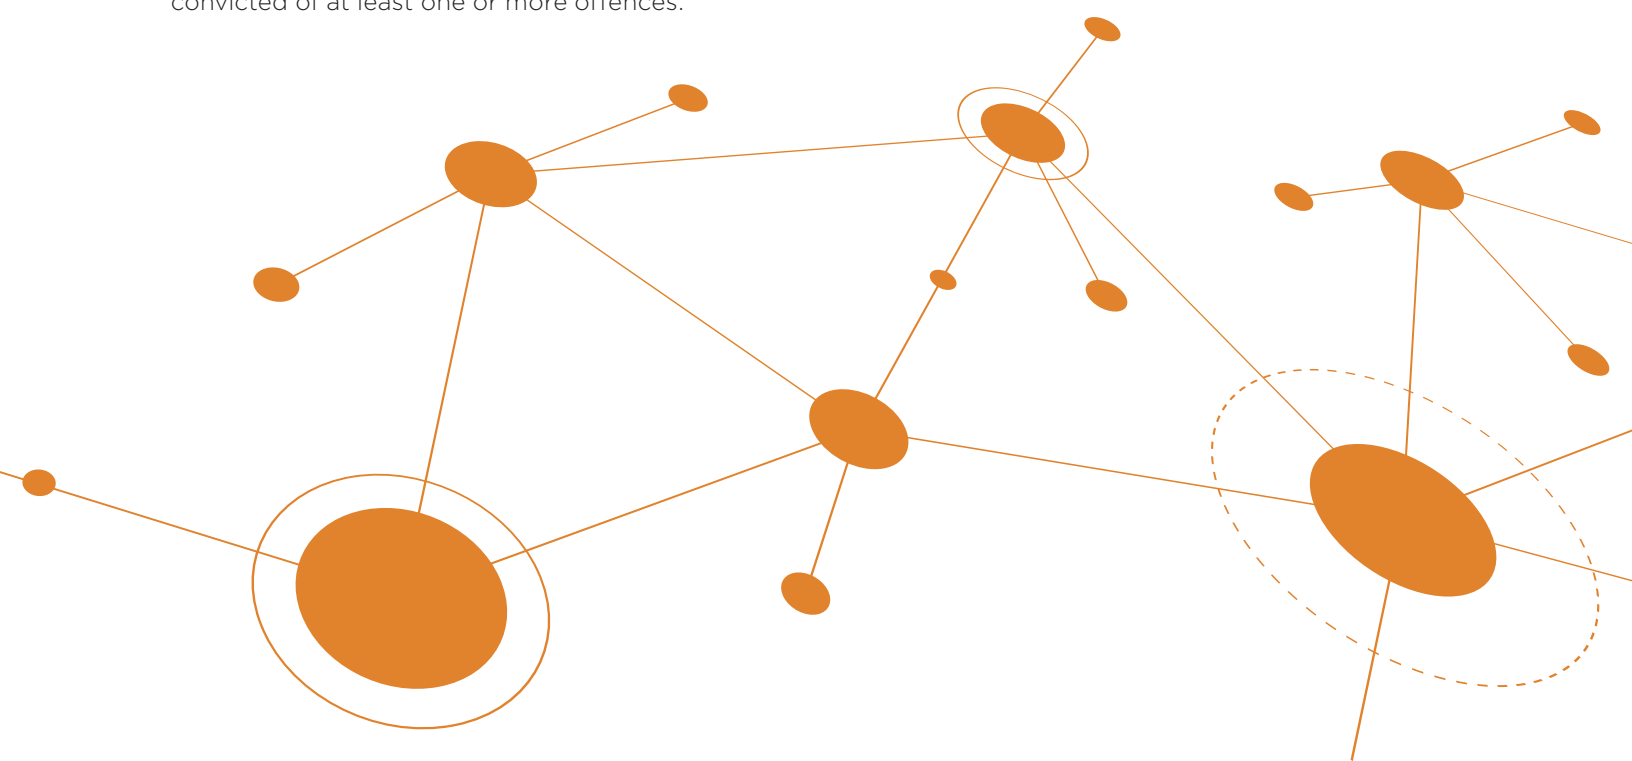 convicted of at least one or more offences.